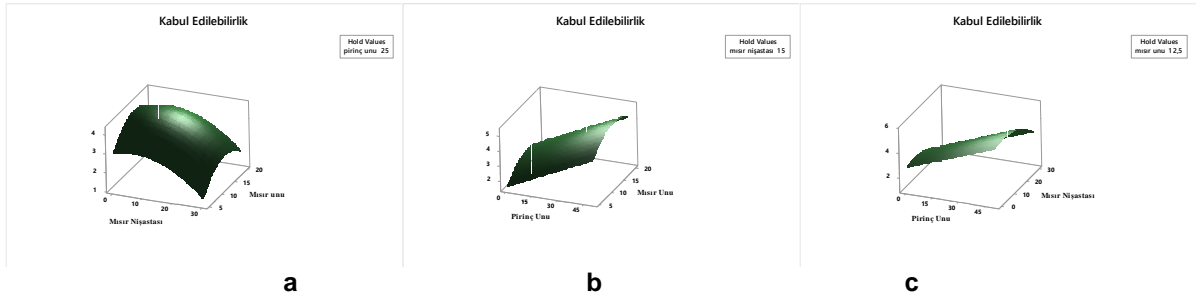 Kabul Edilebilirlik
Hold Values
pirinç unu 25
4
3
2
1
0
10
20
30
5
10
15
20
Mısır Nişastası
Mısır unu
Kabul Edilebilirlik
Hold Values
mısır nişastası 15
5
4
3
2
0
15
30
45
5
10
15
20
Pirinç Unu
Mısır Unu
Kabul Edilebilirlik
Hold Values
mısır unu 12,5
6
4
2
0
15
30
45
0
10
20
30
Pirinç Unu
Mısır Nişastası
a
b
c